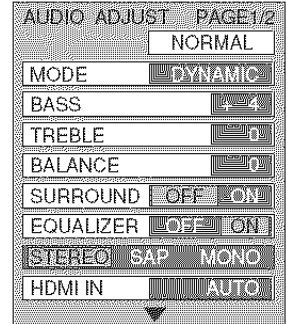 AUDIO ADJUST PAGE1/2
NORMAL
MODE DYNAMIC
BASS + 4
TREBLE 0
BALANCE 0
SURROUND OFF ON
EQUALIZER OFF ON
STEREO SAP MONO
HDMI IN AUTO